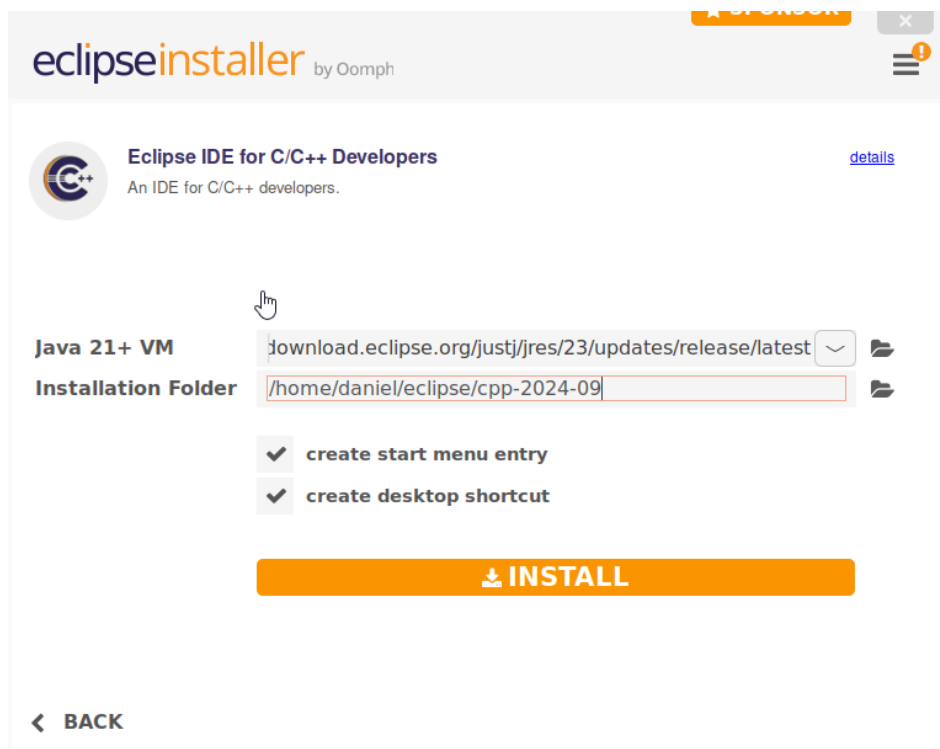 SPONSOR
eclipseinstaller by Oomph
Eclipse IDE for C/C++ Developers
details
An IDE for C/C++ developers.
Java 21+ VM
download.eclipse.org/justj/jres/23/updates/release/latest
Installation Folder
/home/daniel/eclipse/cpp-2024-09
create start menu entry
create desktop shortcut
INSTALL
BACK